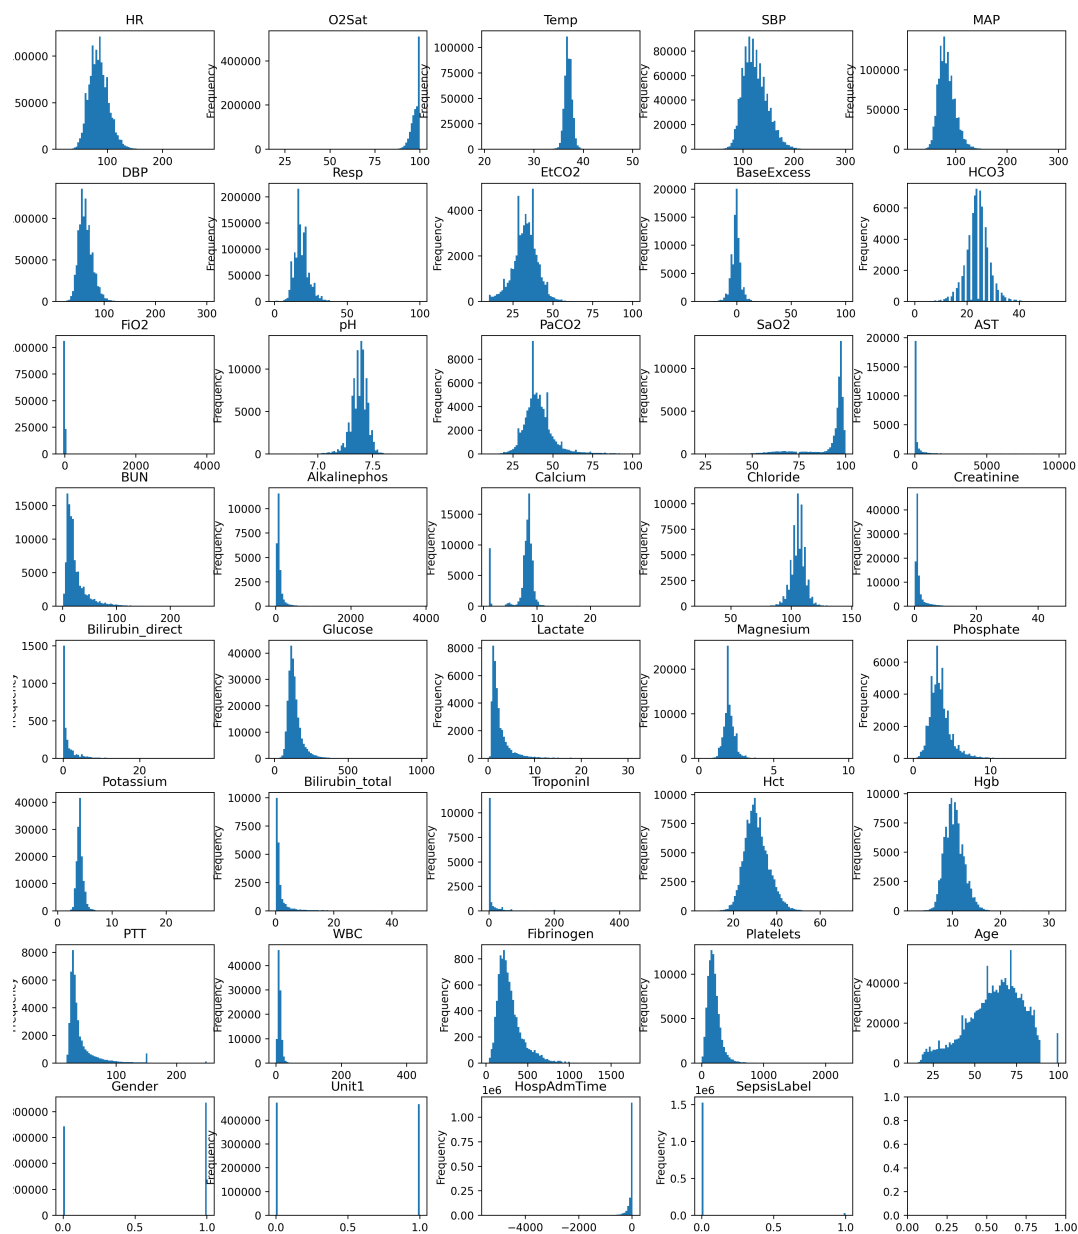 HR O2Sat Temp SBP MAP
00000 50000 0
Frequency 400000 200000 0
Frequency 100000 75000 50000 25000 0
Frequency 80000 60000 40000 20000 0
Frequency 100000 50000 0
100 200
25 50 75 100
20 30 40 50
100 200 300
100 200 300
DBP Resp EtCO2 BaseExcess HCO3
00000 50000 0
Frequency 200000 150000 100000 50000 0
Frequency 4000 2000 0
Frequency 20000 15000 10000 5000 0
Frequency 6000 4000 2000 0
100 200 300
0 50 100
25 50 75 100
0 50 100
0 20 40
FiO2 pH PaCO2 SaO2 AST
100000 75000 50000 25000 0
10000 5000 0
Frequency 8000 6000 4000 2000 0
Frequency 10000 5000 0
Frequency 20000 15000 10000 5000 0
0 2000 4000
7.0 7.5
25 50 75 100
25 50 75 100
0 5000 10000
BUN Alkalinephos Calcium Chloride Creatinine
15000 10000 5000 0
Frequency 10000 7500 5000 2500 0
Frequency 15000 10000 5000 0
Frequency 10000 7500 5000 2500 0
Frequency 40000 30000 20000 10000 0
0 100 200
0 2000 4000
0 10 20
50 100 150
0 20 40
Bilirubin_direct Glucose Lactate Magnesium Phosphate
1500 1000 500 0
Frequency 40000 30000 20000 10000 0
Frequency 8000 6000 4000 2000 0
Frequency 20000 10000 0
Frequency 6000 4000 2000 0
0 20
0 500 1000
0 10 20 30
0 5 10
0 10
Potassium Bilirubin_total TroponinI Hct Hgb
40000 30000 20000 10000 0
Frequency 10000 7500 5000 2500 0
Frequency 10000 7500 5000 2500 0
Frequency 10000 7500 5000 2500 0
Frequency 10000 7500 5000 2500 0
0 10 20
0 20 40
0 200 400
20 40 60
10 20 30
PTT WBC Fibrinogen Platelets Age
8000 6000 4000 2000 0
Frequency 40000 30000 20000 10000 0
Frequency 800 600 400 200 0
Frequency 10000 5000 0
Frequency 40000 20000 0
100 200
0 200 400
0 500 1000 1500
0 1000 2000
25 50 75 100
Gender Unit1 HospAdmTime SepsisLabel
800000 00000 00000 00000 0
Frequency 400000 300000 200000 100000 0
Frequency 1e6 1.00 0.75 0.50 0.25 0.00
Frequency 1e6 1.5 1.0 0.5 0.0
1.0 0.8 0.6 0.4 0.2 0.0
0.0 0.5 1.0
0.0 0.5 1.0
−4000 −2000 0
0.0 0.5 1.0
0.00 0.25 0.50 0.75 1.00